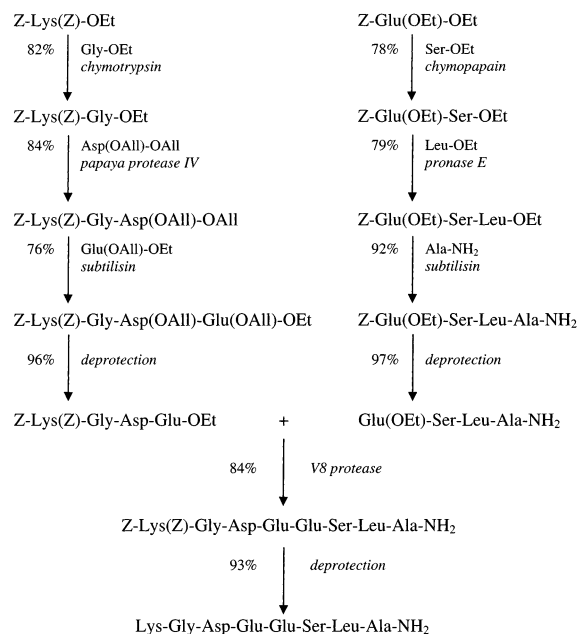 Z-Lys(Z)-OEt
82% Gly-OEt
chymotrypsin
Z-Lys(Z)-Gly-OEt
84% Asp(OAll)-OAll
papaya protease IV
Z-Lys(Z)-Gly-Asp(OAll)-OAll
76% Glu(OAll)-OEt
subtilisin
Z-Lys(Z)-Gly-Asp(OAll)-Glu(OAll)-OEt
96% deprotection
Z-Lys(Z)-Gly-Asp-Glu-OEt
Z-Glu(OEt)-OEt
78% Ser-OEt
chymopapain
Z-Glu(OEt)-Ser-OEt
79% Leu-OEt
pronase E
Z-Glu(OEt)-Ser-Leu-OEt
92% Ala-NH2
subtilisin
Z-Glu(OEt)-Ser-Leu-Ala-NH2
97% deprotection
+ Glu(OEt)-Ser-Leu-Ala-NH2
84% V8 protease
Z-Lys(Z)-Gly-Asp-Glu-Glu-Ser-Leu-Ala-NH2
93% deprotection
Lys-Gly-Asp-Glu-Glu-Ser-Leu-Ala-NH2